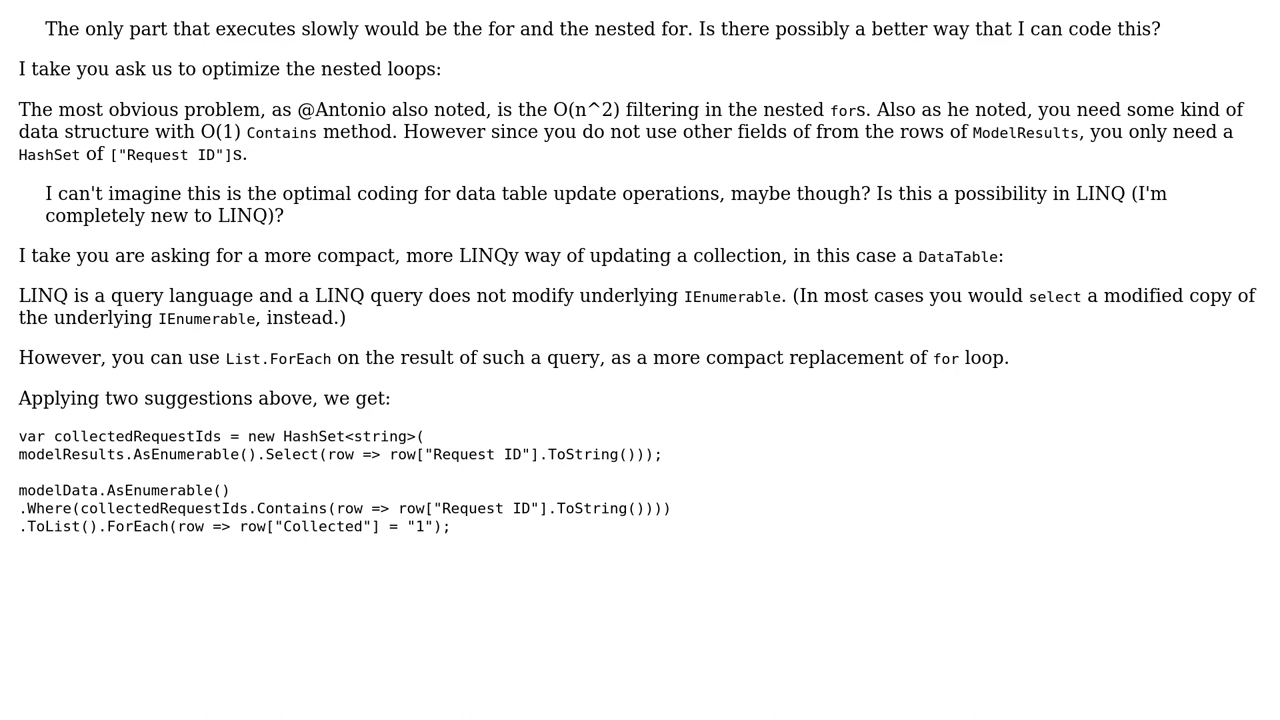 The only part that executes slowly would be the for and the nested for. Is there possibly a better way that I can code this?
I take you ask us to optimize the nested loops:
The most obvious problem, as @Antonio also noted, is the O(n^2) filtering in the nested fors. Also as he noted, you need some kind of
data structure with O(1) Contains method. However since you do not use other fields of from the rows of ModelResults, you only need a
HashSet of ["Request ID"]s.
I can't imagine this is the optimal coding for data table update operations, maybe though? Is this a possibility in LINQ (I'm
completely new to LINQ)?
I take you are asking for a more compact, more LINQy way of updating a collection, in this case a DataTable:
LINQ is a query language and a LINQ query does not modify underlying IEnumerable. (In most cases you would select a modified copy of
the underlying IEnumerable, instead.)
However, you can use List.ForEach on the result of such a query, as a more compact replacement of for loop.
Applying two suggestions above, we get:
var collectedRequestIds = new HashSet<string>(
modelResults.AsEnumerable().Select(row => row["Request ID"].ToString()));
modelData.AsEnumerable()
.Where(collectedRequestIds.Contains(row => row["Request ID"].ToString())))
.ToList().ForEach(row => row["Collected"] = "1");